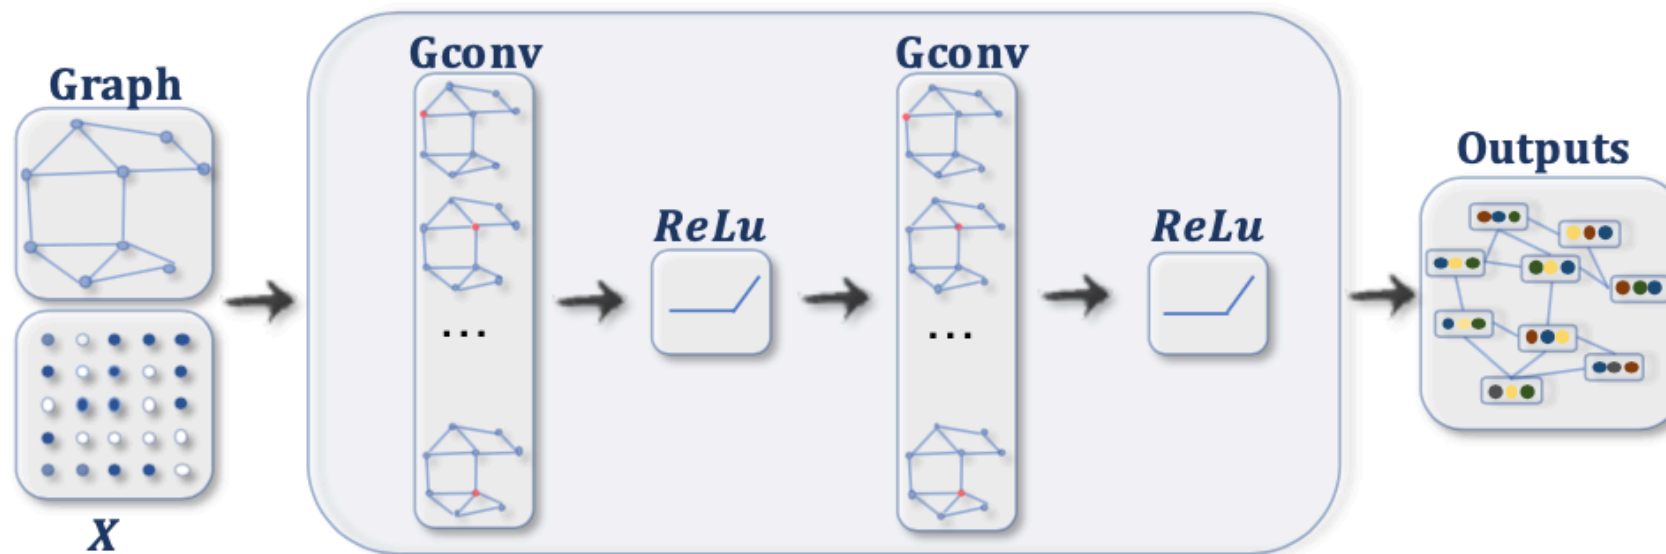 Graph
X
Gconv
...
ReLu
Gconv
...
ReLu
Outputs